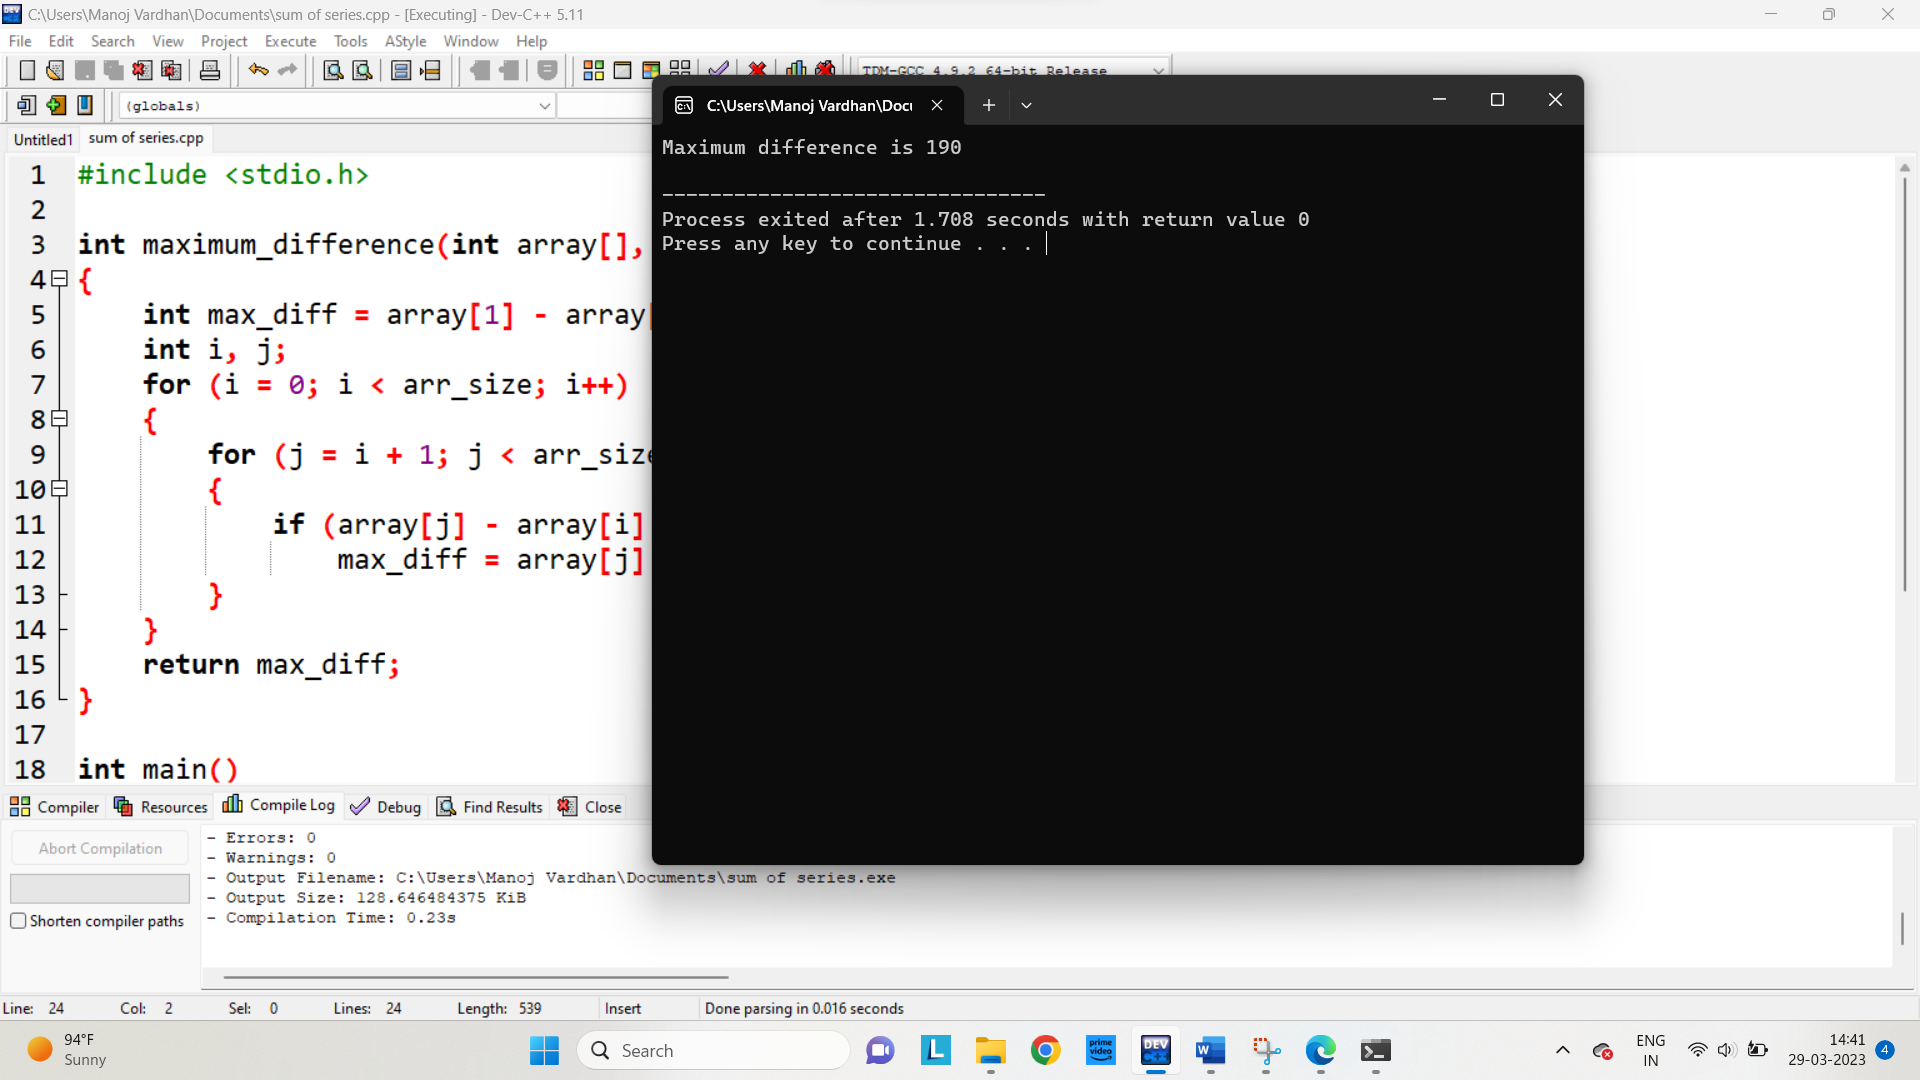 C:\Users\Manoj Vardhan\Documents\sum of series.cpp - [Executing] - Dev-C++ 5.11
File Edit Search View Project Execute Tools AStyle Window Help
TDM-GCC 4.9.2 64-bit Release
(globals)
Untitled1 sum of series.cpp
1 #include <stdio.h>
2
3 int maximum_difference(int array[],
4 {
5 int max_diff = array[1] - array[
6 int i, j;
7 for (i = 0; i < arr_size; i++)
8 {
9 for (j = i + 1; j < arr_size
10 {
11 if (array[j] - array[i]
12 max_diff = array[j]
13 }
14 }
15 return max_diff;
16 }
17
18 int main()
C:\Users\Manoj Vardhan\Docu
Maximum difference is 190
--------------------------------
Process exited after 1.708 seconds with return value 0
Press any key to continue . . .
Compiler Resources Compile Log Debug Find Results Close
Abort Compilation
Shorten compiler paths
- Errors: 0
- Warnings: 0
- Output Filename: C:\Users\Manoj Vardhan\Documents\sum of series.exe
- Output Size: 128.646484375 KiB
- Compilation Time: 0.23s
Line: 24 Col: 2 Sel: 0 Lines: 24 Length: 539 Insert Done parsing in 0.016 seconds
94°F
Sunny
Search
L
prime video
DEV C++
W
ENG
IN
14:41
29-03-2023
4